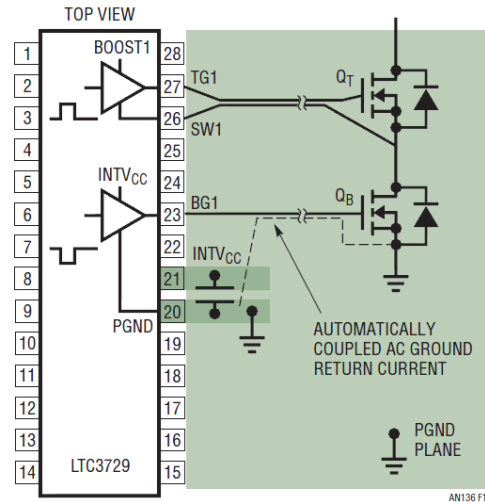 TOP VIEW
BOOST1
1
28
2
27
TG1
QT
3
26
SW1
4
25
5
INTVCC
24
6
23
BG1
QB
7
22
INTVCC
8
21
9
PGND
20
10
19
AUTOMATICALLY
COUPLED AC GROUND
RETURN CURRENT
11
18
12
17
13
16
PGND
PLANE
14
LTC3729
15
AN136 F1